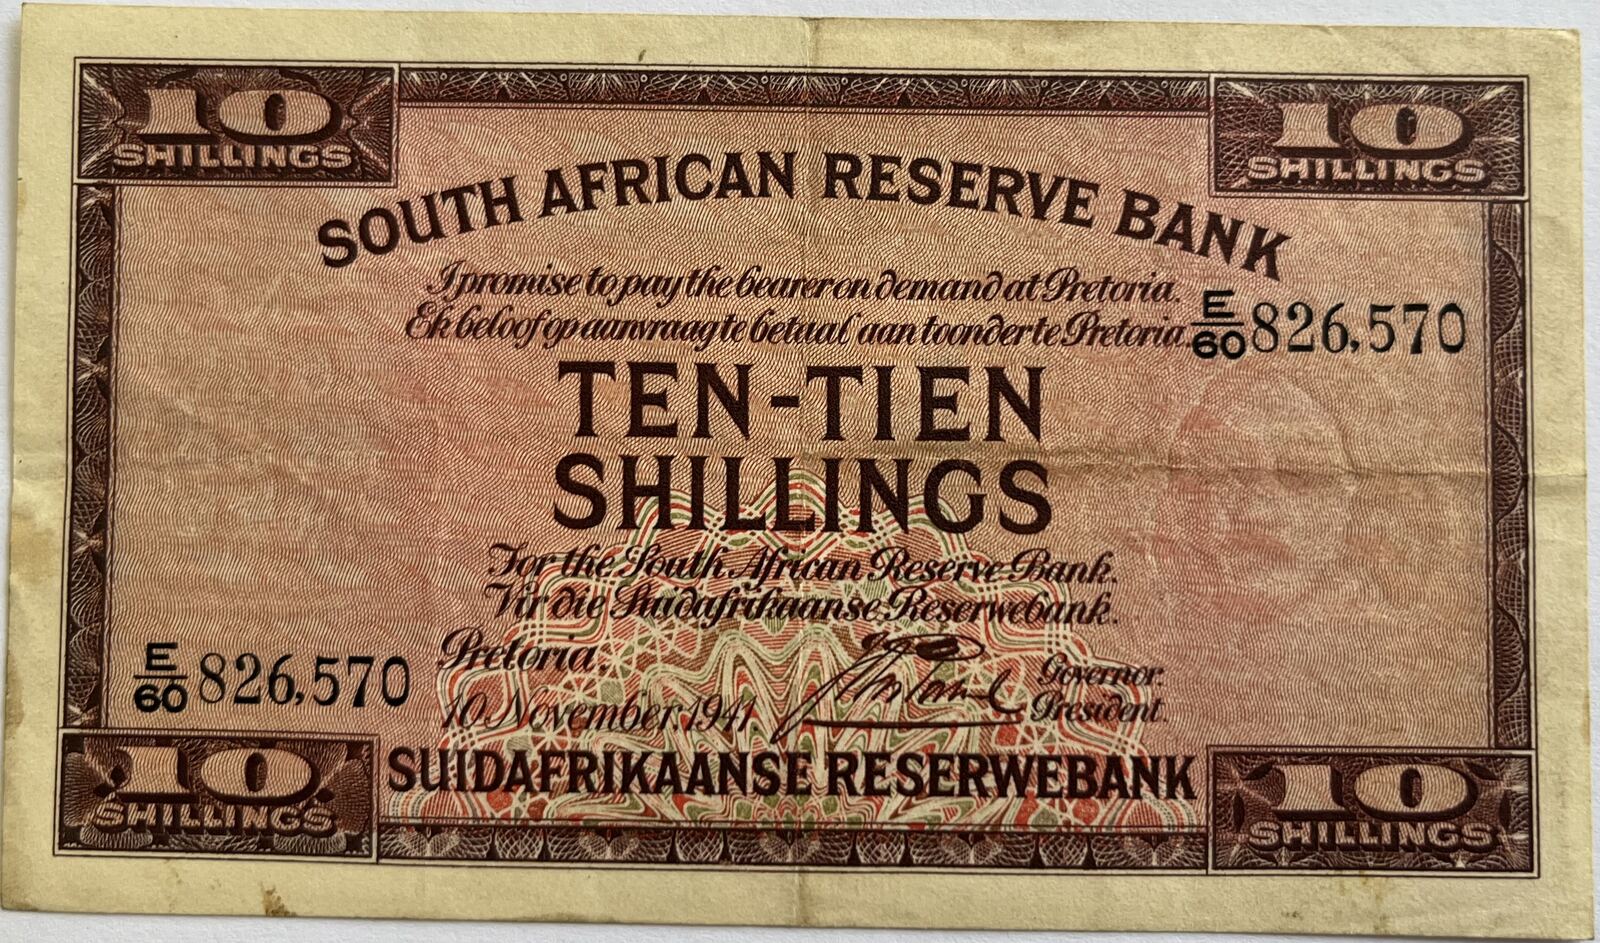 10
SHILLINGS
10
SHILLINGS
SOUTH AFRICAN RESERVE BANK
I promise to pay the bearer on demand at Pretoria.
Ek beloof op aanvraag te betaal aan toonder te Pretoria.
E/60 826,570
TEN-TIEN
SHILLINGS
For the South African Reserve Bank.
Vir die Suidafrikaanse Reserwebank.
E/60 826,570
Pretoria.
10 November, 1941
Governor.
President.
SUIDAFRIKAANSE RESERWEBANK
10
SHILLINGS
10
SHILLINGS